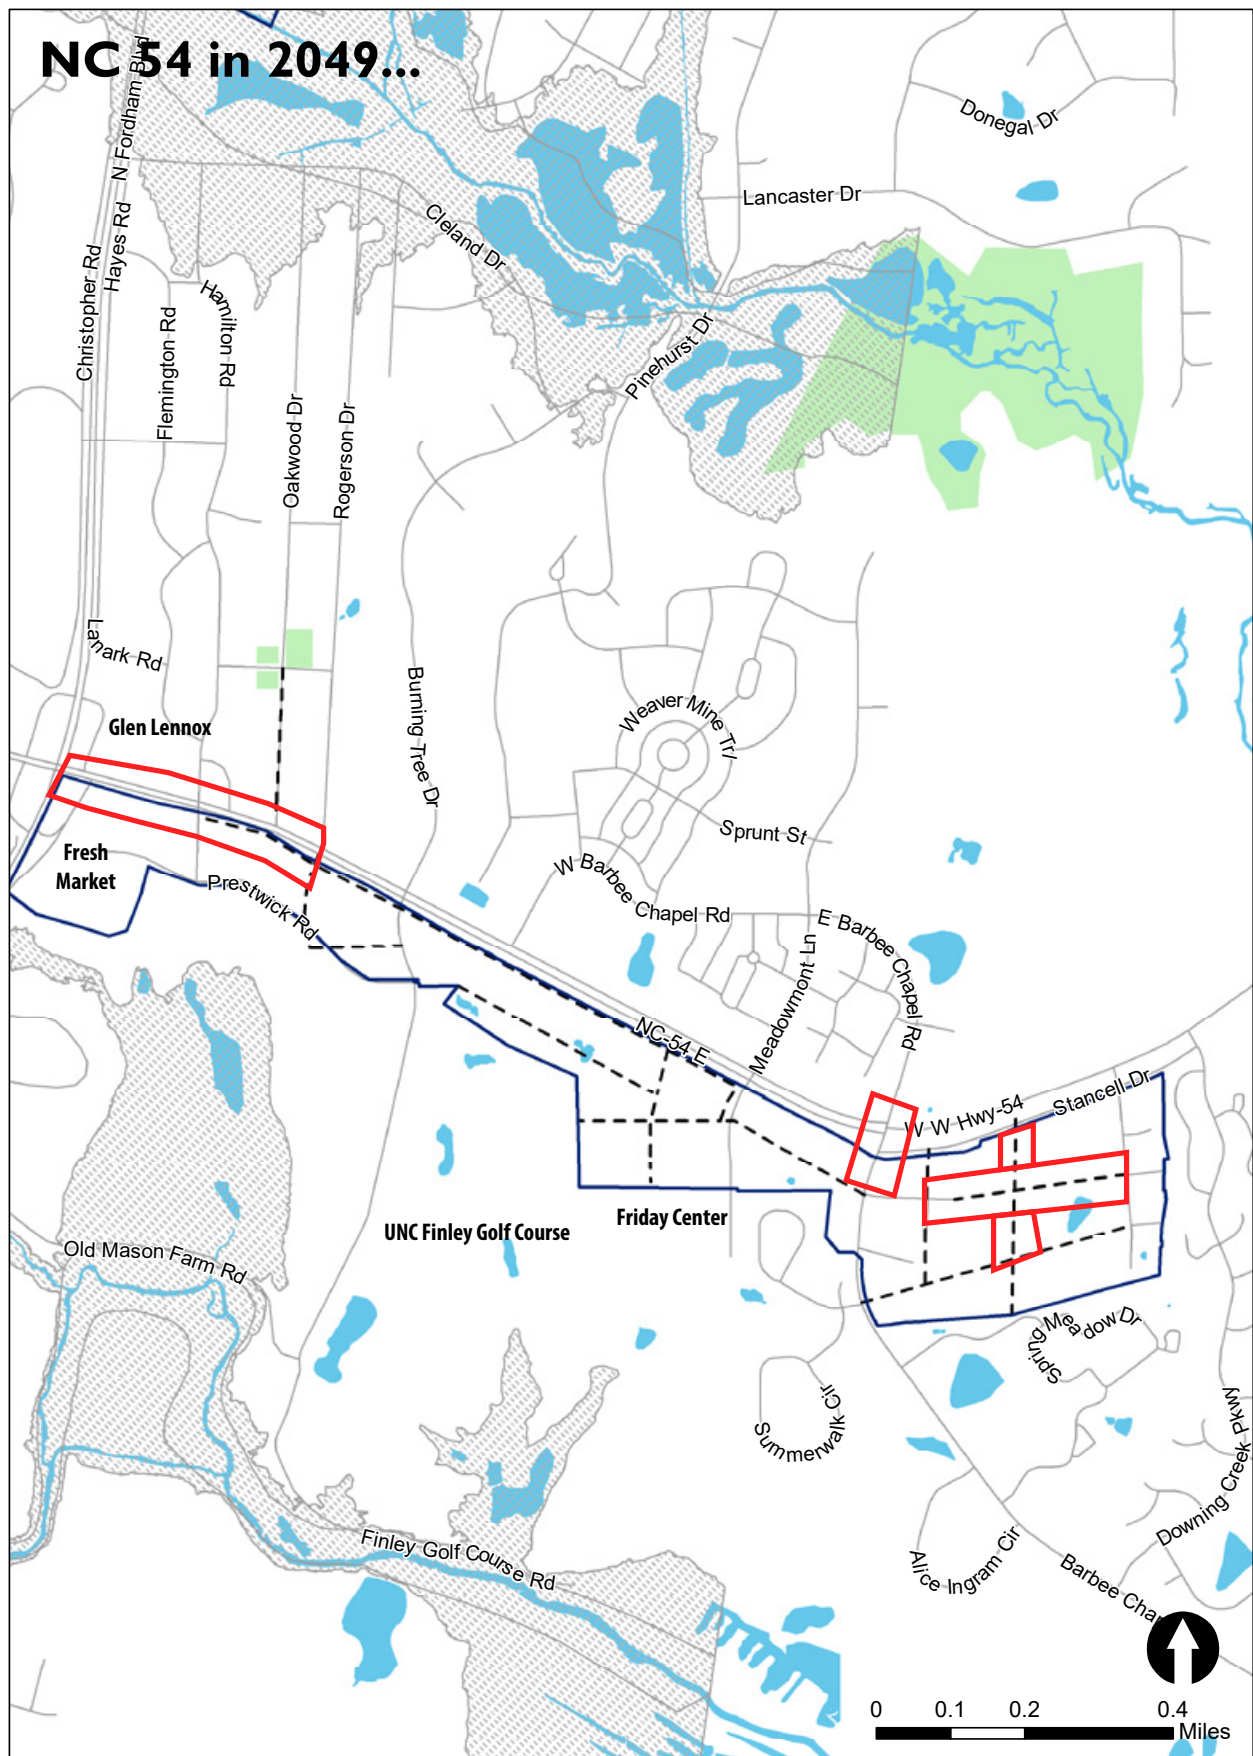 NC 54 in 2049...
N Fordham Blvd
Donegal Dr
Lancaster Dr
Cleland Dr
Hayes Rd
Christopher Rd
Hamilton Rd
Flemington Rd
Pinehurst Dr
Oakwood Dr
Rogerson Dr
Lanark Rd
Glen Lennox
Burning Tree Dr
Weaver Mine Trl
Sprunt St
Fresh
Market
Prestwick Rd
W Barbee Chapel Rd
E Barbee Chapel Rd
Meadowmont Ln
NC-54 E
W W Hwy-54
Stancell Dr
UNC Finley Golf Course
Friday Center
Old Mason Farm Rd
Spring Meadow Dr
Summerwalk Cir
Downing Creek Pkwy
Finley Golf Course Rd
Alice Ingram Cir
Barbee Chap
0 0.1 0.2 0.4
Miles